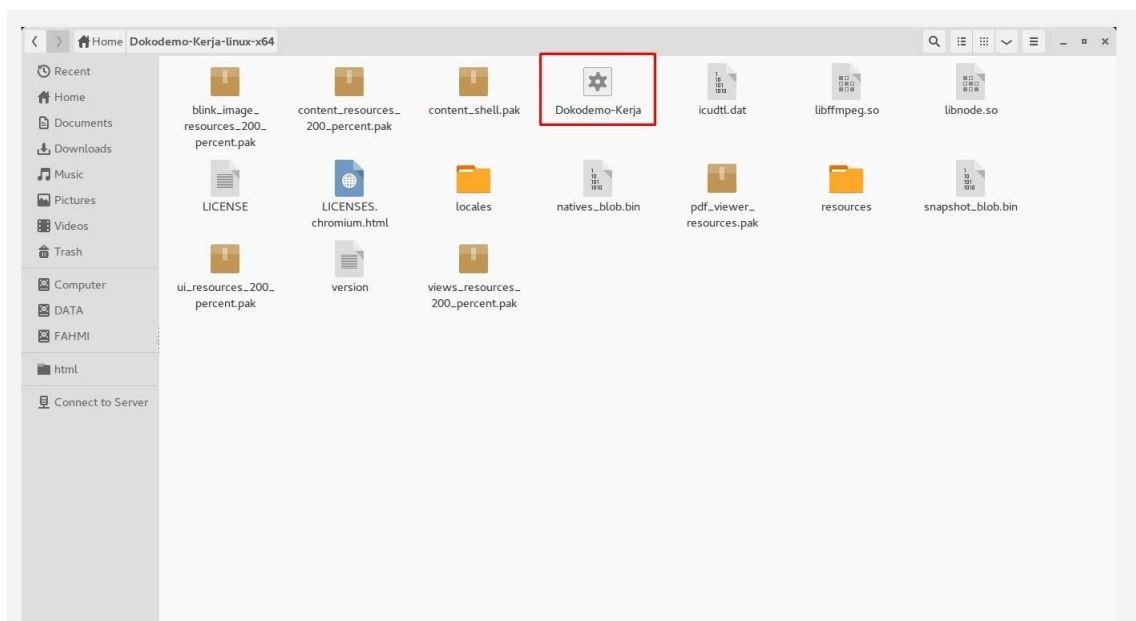 Home Dokodemo-Kerja-linux-x64
Recent
Home
Documents
Downloads
Music
Pictures
Videos
Trash
Computer
DATA
FAHMI
html
Connect to Server
blink_image_
resources_200_
percent.pak
content_resources_
200_percent.pak
content_shell.pak
Dokodemo-Kerja
icudtl.dat
libffmpeg.so
libnode.so
LICENSE
LICENSES.
chromium.html
locales
natives_blob.bin
pdf_viewer_
resources.pak
resources
snapshot_blob.bin
ui_resources_200_
percent.pak
version
views_resources_
200_percent.pak